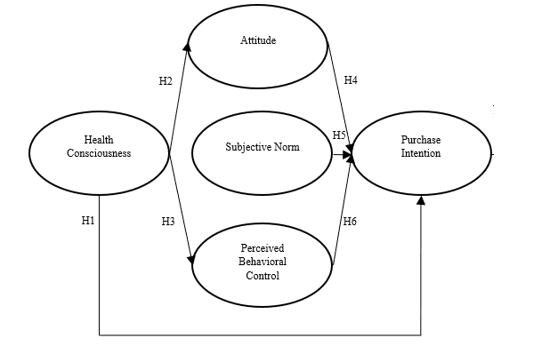 Attitude
H2
H4
Health
Consciousness
Subjective Norm
H5
Purchase
Intention
H1
H3
H6
Perceived
Behavioral
Control